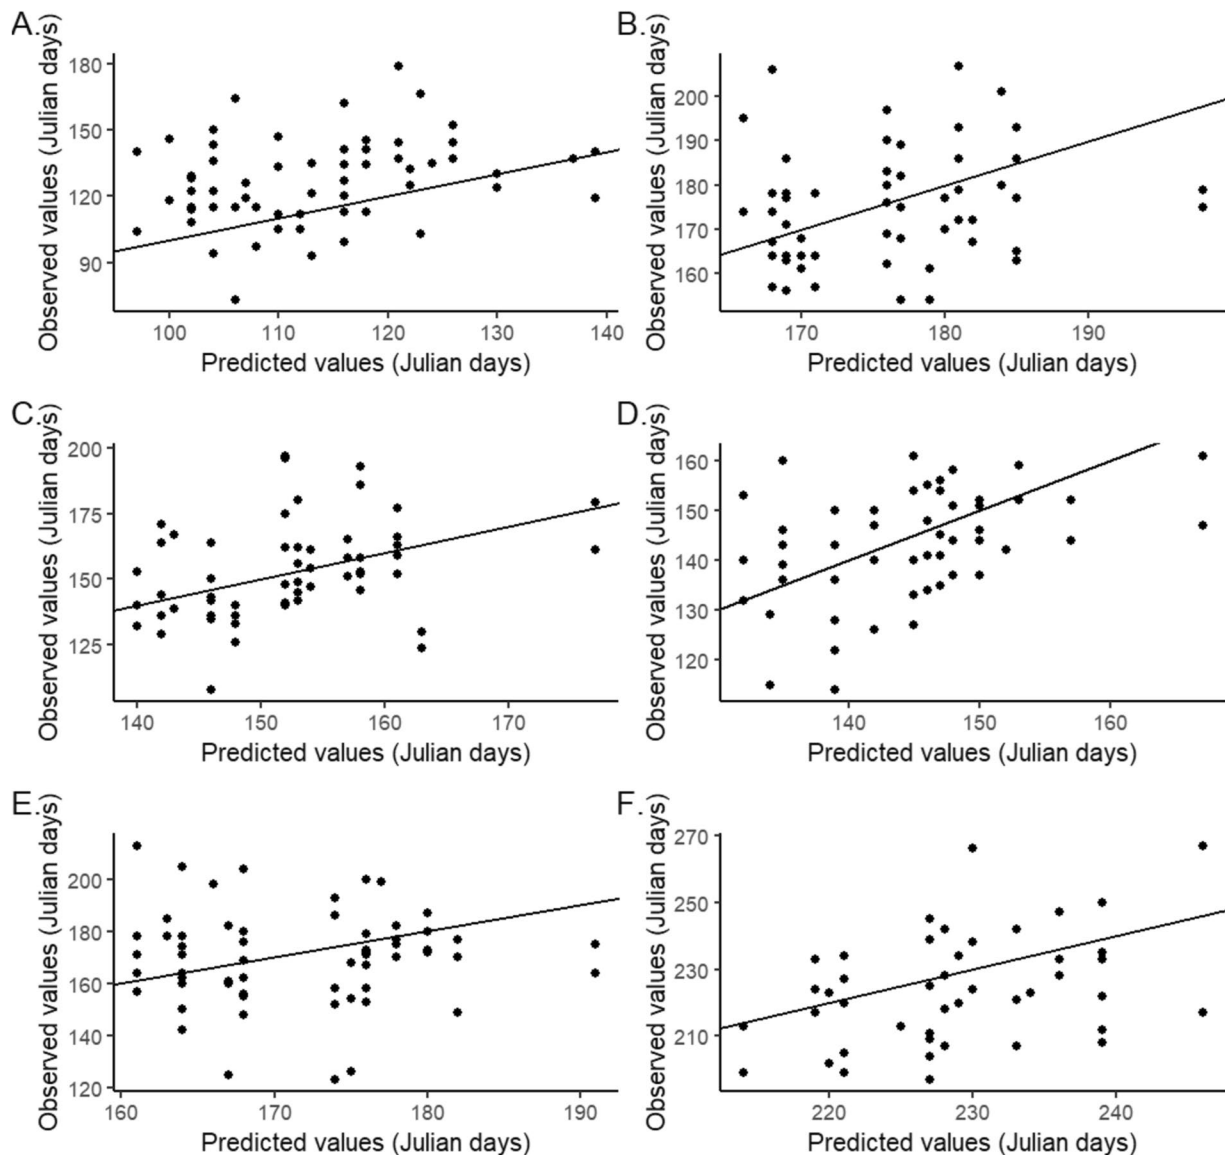 A.
Observed values (Julian days)
180
150
120
90
100
110
120
130
140
Predicted values (Julian days)
B.
Observed values (Julian days)
200
190
180
170
160
170
180
190
Predicted values (Julian days)
C.
Observed values (Julian days)
200
175
150
125
140
150
160
170
Predicted values (Julian days)
D.
Observed values (Julian days)
160
150
140
130
120
140
150
160
Predicted values (Julian days)
E.
Observed values (Julian days)
200
180
160
140
120
160
170
180
190
Predicted values (Julian days)
F.
Observed values (Julian days)
270
250
230
210
220
230
240
Predicted values (Julian days)